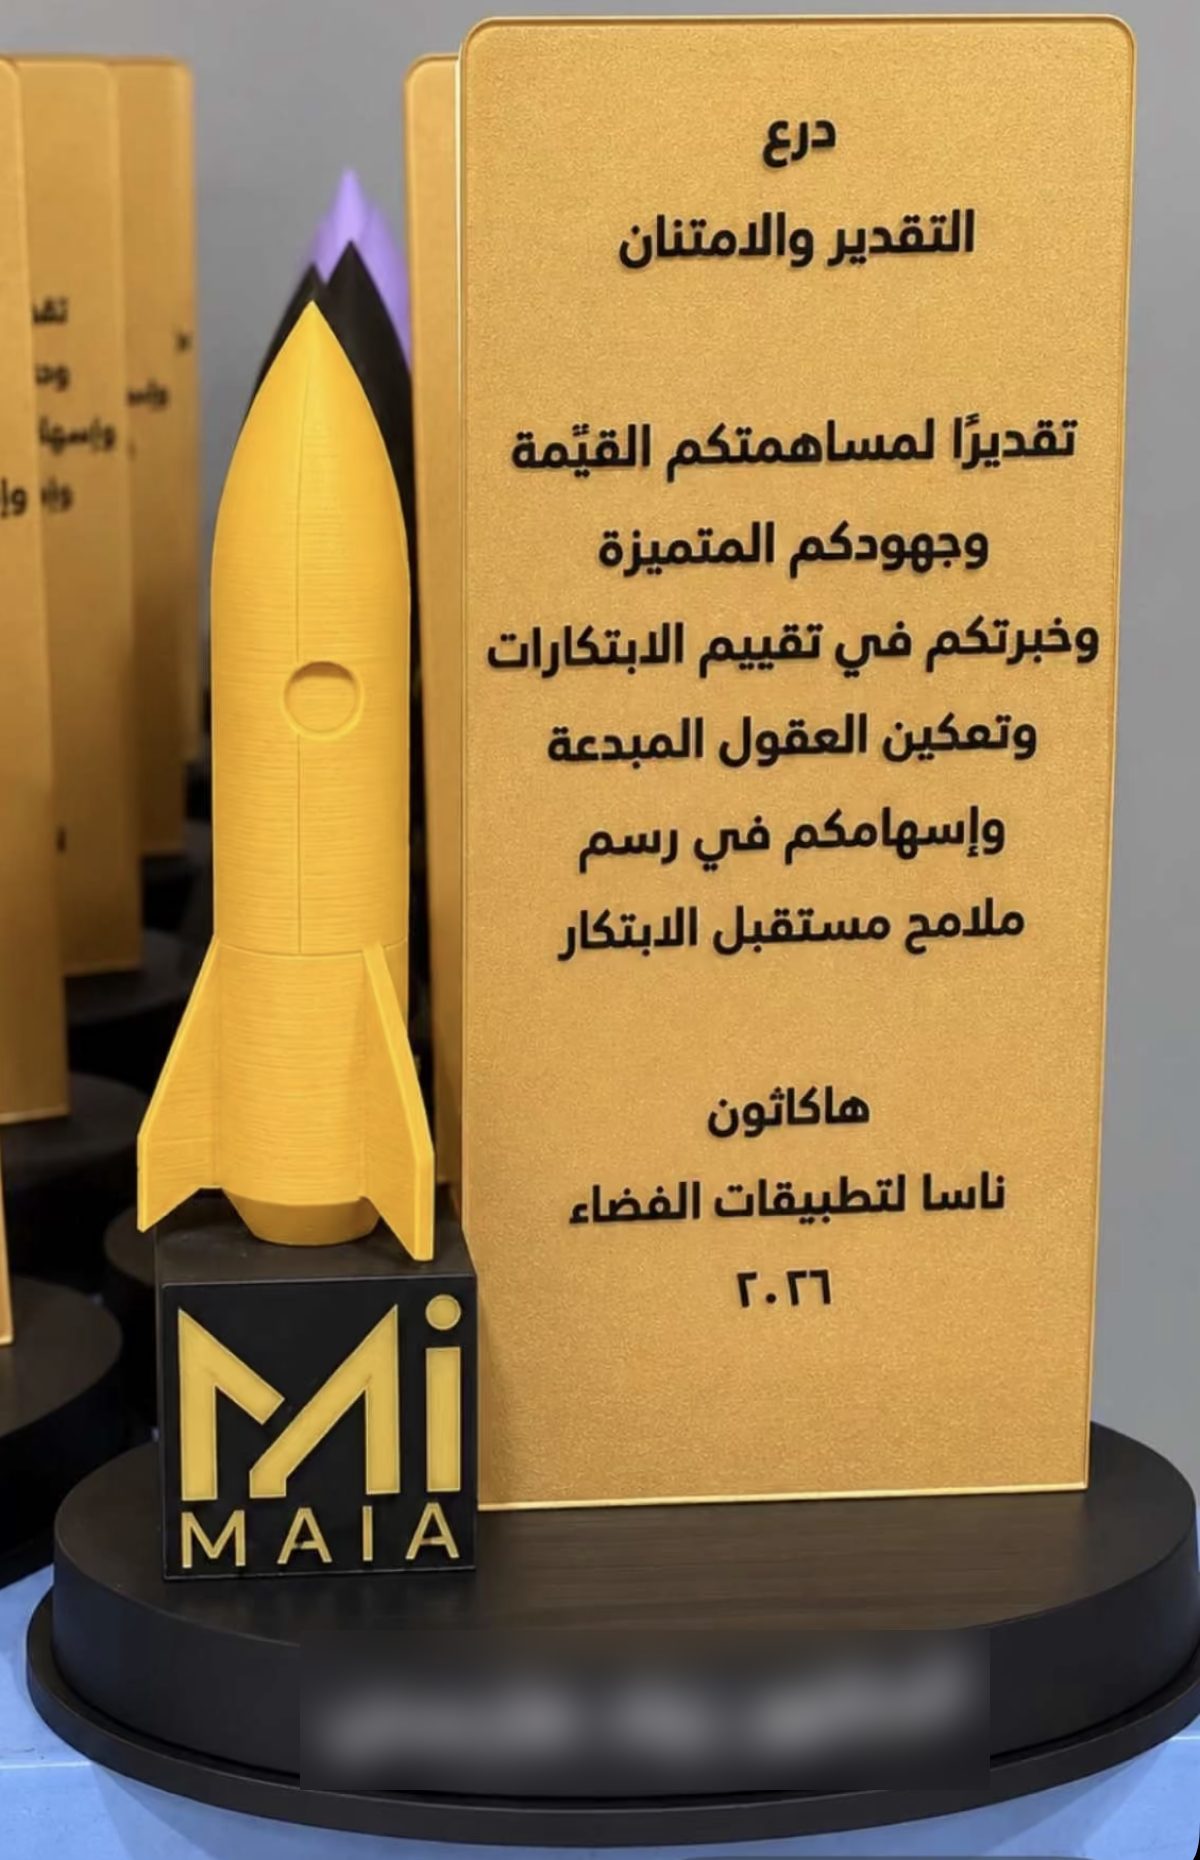 درع
التقدير والامتنان
تقديرًا لمساهمتكم القيّمة
وجهودكم المتميزة
وخبرتكم في تقييم الابتكارات
وتمكين العقول المبدعة
وإسهامكم في رسم
ملامح مستقبل الابتكار
هاكاثون
ناسا لتطبيقات الفضاء
٢٠٢٦
Mi
MAIA